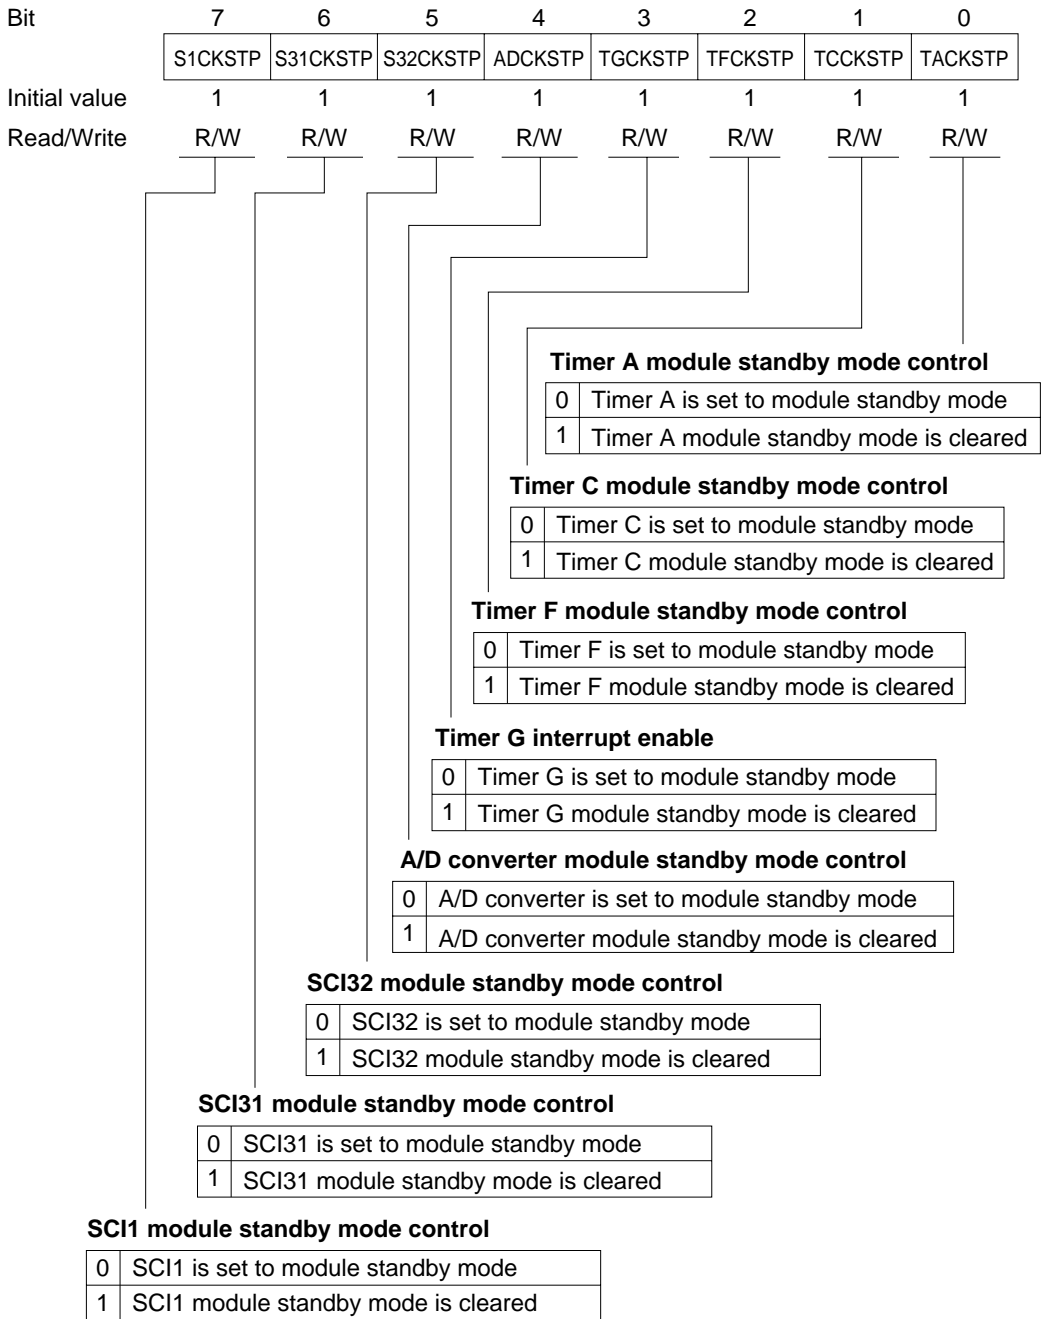 Bit 7 6 5 4 3 2 1 0
S1CKSTP S31CKSTP S32CKSTP ADCKSTP TGCKSTP TFCKSTP TCCKSTP TACKSTP
Initial value 1 1 1 1 1 1 1 1
Read/Write R/W R/W R/W R/W R/W R/W R/W R/W
Timer A module standby mode control
0 Timer A is set to module standby mode
1 Timer A module standby mode is cleared
Timer C module standby mode control
0 Timer C is set to module standby mode
1 Timer C module standby mode is cleared
Timer F module standby mode control
0 Timer F is set to module standby mode
1 Timer F module standby mode is cleared
Timer G interrupt enable
0 Timer G is set to module standby mode
1 Timer G module standby mode is cleared
A/D converter module standby mode control
0 A/D converter is set to module standby mode
1 A/D converter module standby mode is cleared
SCI32 module standby mode control
0 SCI32 is set to module standby mode
1 SCI32 module standby mode is cleared
SCI31 module standby mode control
0 SCI31 is set to module standby mode
1 SCI31 module standby mode is cleared
SCI1 module standby mode control
0 SCI1 is set to module standby mode
1 SCI1 module standby mode is cleared